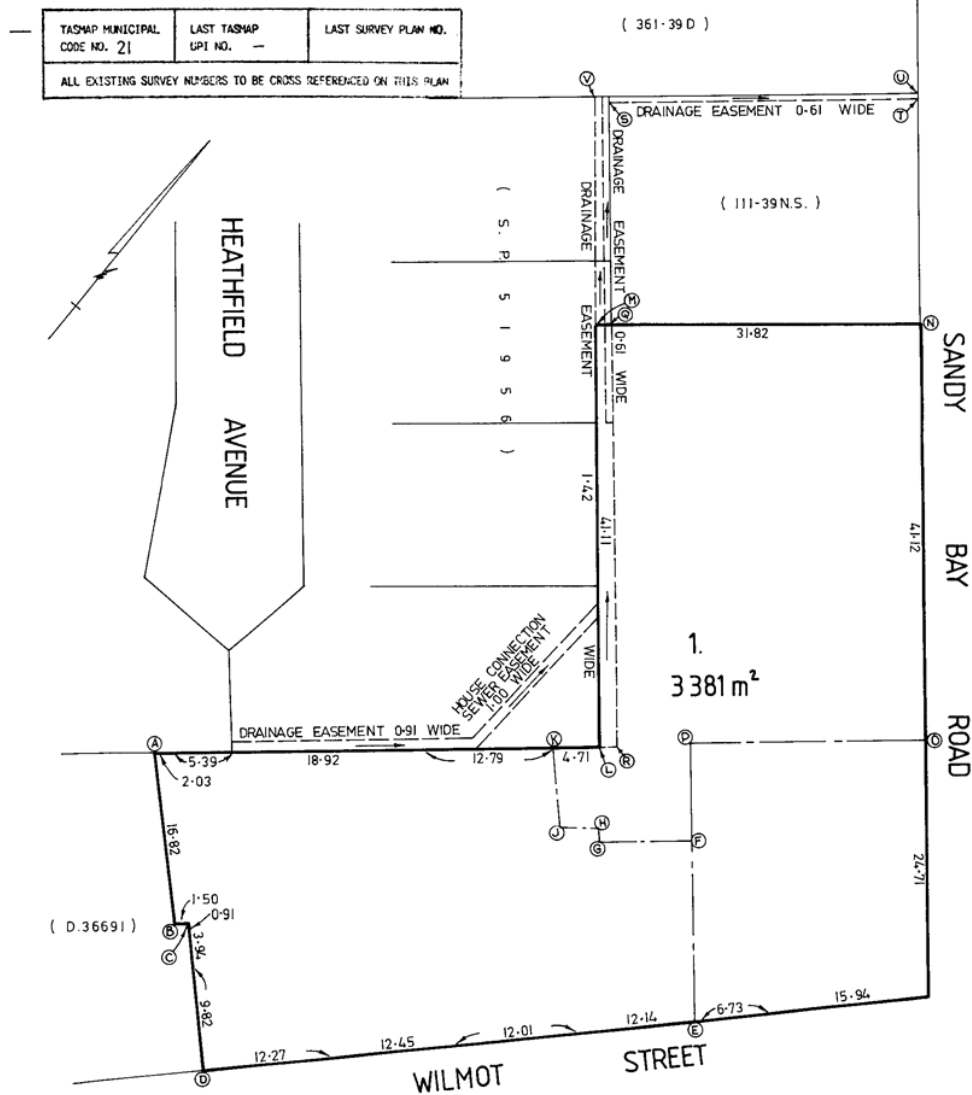 TASMAP MUNICIPAL
CODE NO. 21
LAST TASMAP
UPI NO. —
LAST SURVEY PLAN NO.
ALL EXISTING SURVEY NUMBERS TO BE CROSS REFERENCED ON THIS PLAN
( 361-39 D )
V
U
S
T
DRAINAGE EASEMENT 0·61 WIDE
DRAINAGE EASEMENT 0·61 WIDE
DRAINAGE EASEMENT 1·42 WIDE
( 111-39 N.S. )
( S. P. 5 1 9 5 6 )
HEATHFIELD AVENUE
M
G
N
31·82
SANDY BAY ROAD
41·11
41·12
1.
3 381 m²
HOUSE CONNECTION
SEWER EASEMENT
1·00 WIDE
DRAINAGE EASEMENT 0·91 WIDE
A
K
P
O
5·39
18·92
12·79
4·71
L
R
2·03
16·82
J
H
G
F
24·71
1·50
0·91
( D.36691 )
B
C
3·94
9·82
15·94
6·73
12·14
E
12·01
12·45
12·27
D
WILMOT STREET